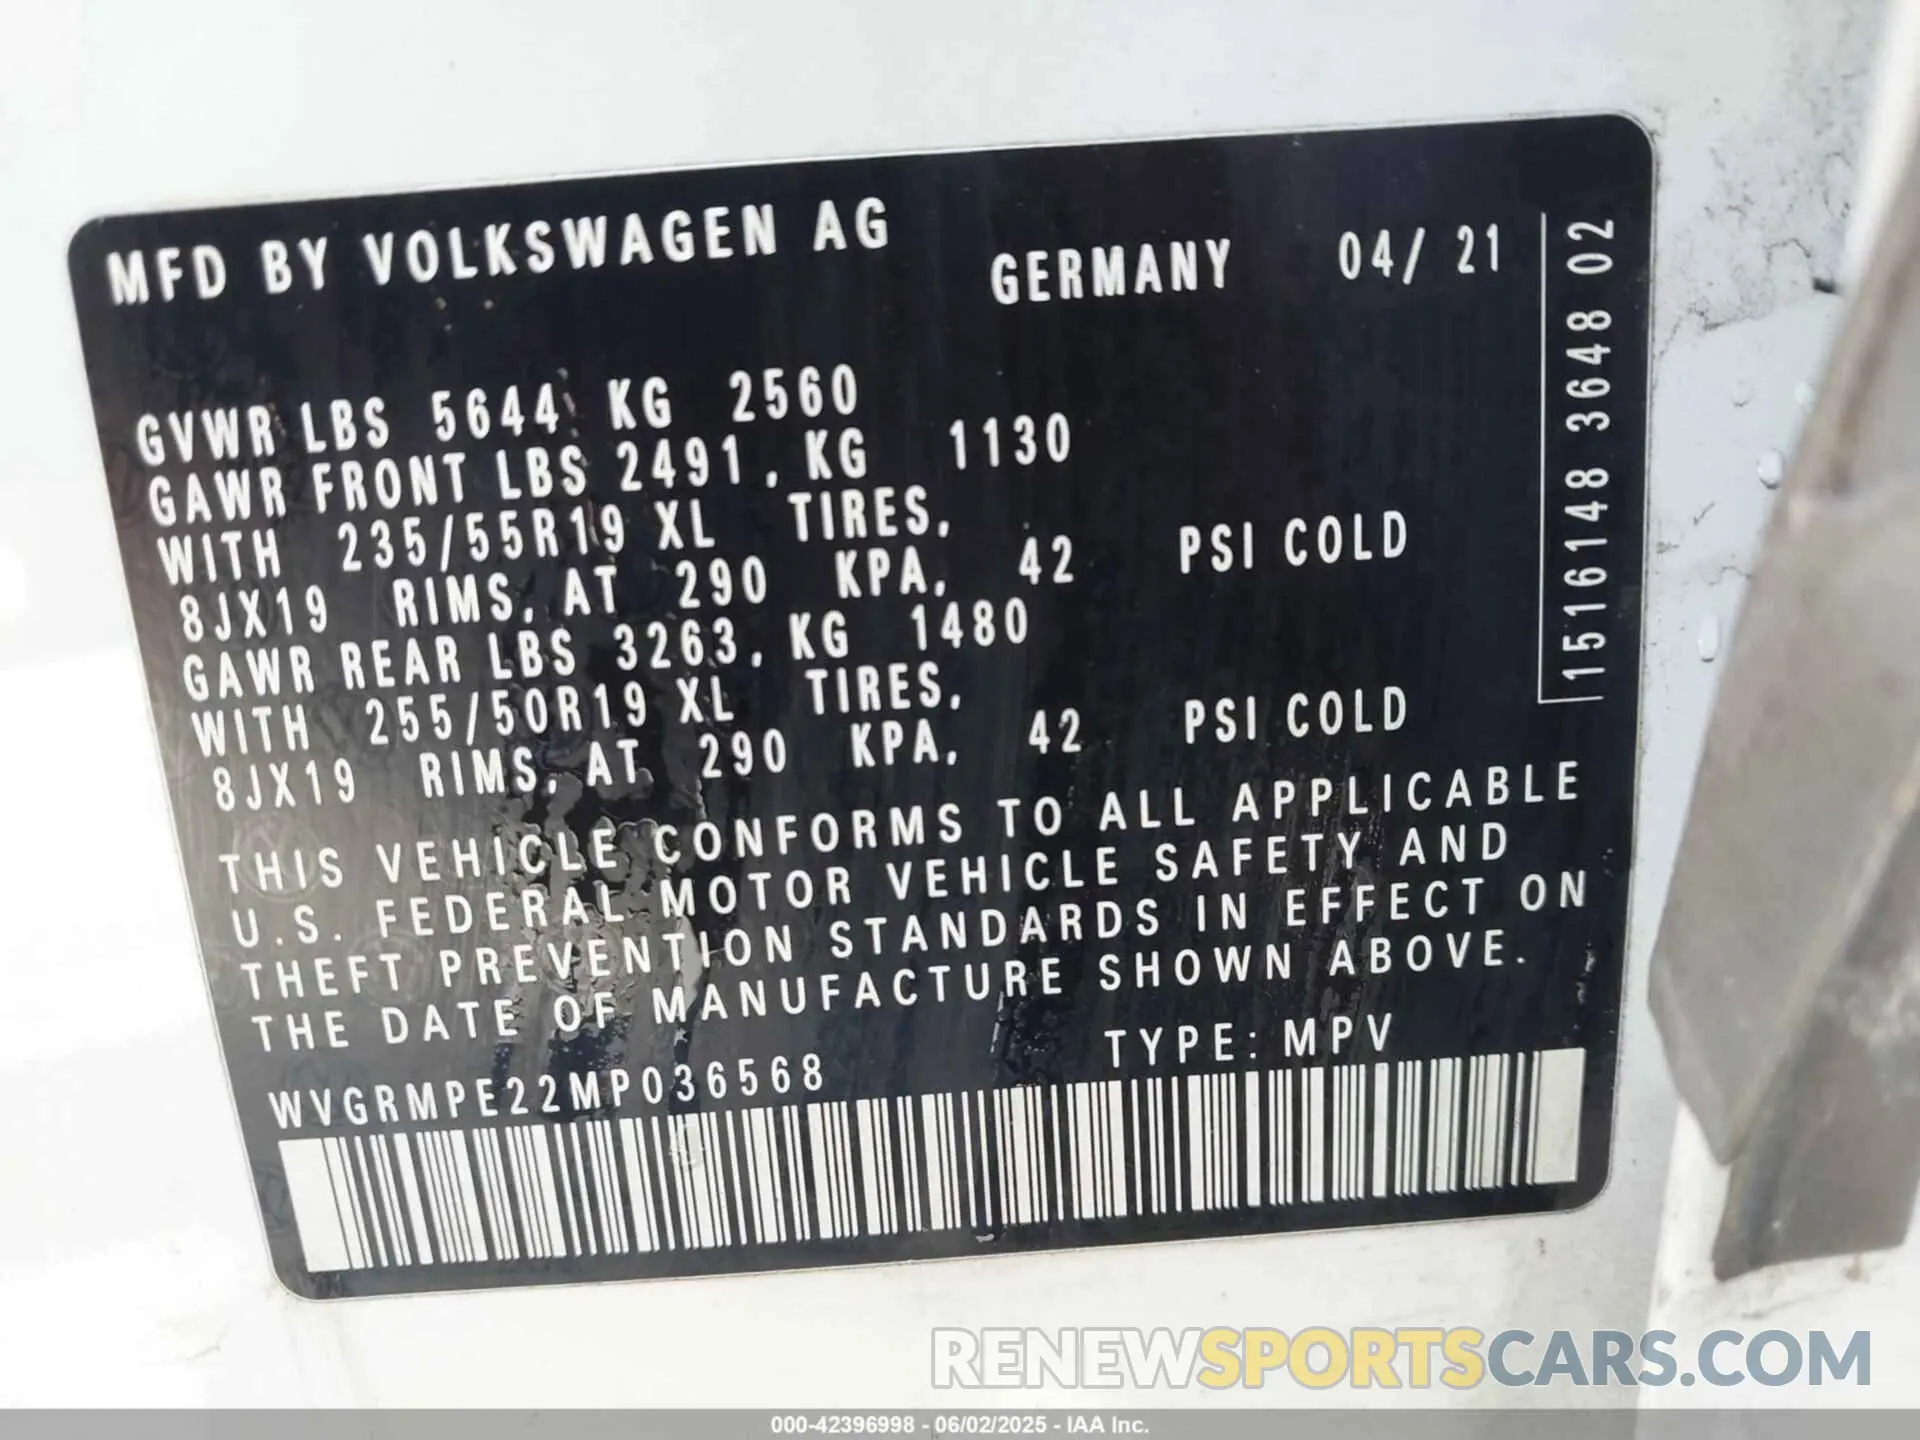 MFD BY VOLKSWAGEN AG GERMANY 04/ 21
GVWR LBS 5644 KG 2560
GAWR FRONT LBS 2491, KG 1130
WITH 235/55R19 XL TIRES,
8JX19 RIMS, AT 290 KPA, 42 PSI COLD
GAWR REAR LBS 3263, KG 1480
WITH 255/50R19 XL TIRES,
8JX19 RIMS, AT 290 KPA, 42 PSI COLD
THIS VEHICLE CONFORMS TO ALL APPLICABLE
U.S. FEDERAL MOTOR VEHICLE SAFETY AND
THEFT PREVENTION STANDARDS IN EFFECT ON
THE DATE OF MANUFACTURE SHOWN ABOVE.
WVGRMPE22MP036568 TYPE: MPV
1516148 3648 02
RENEWSPORTSCARS.COM
000-42396998 - 06/02/2025 - IAA Inc.